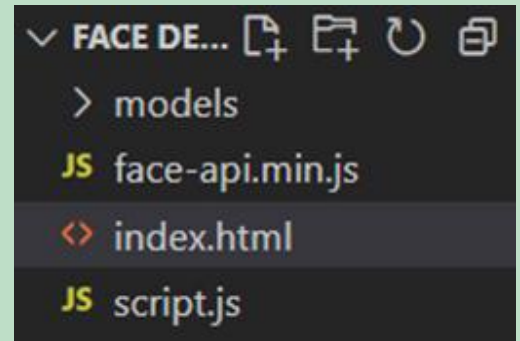 FACE DE...
models
JS face-api.min.js
<> index.html
JS script.js